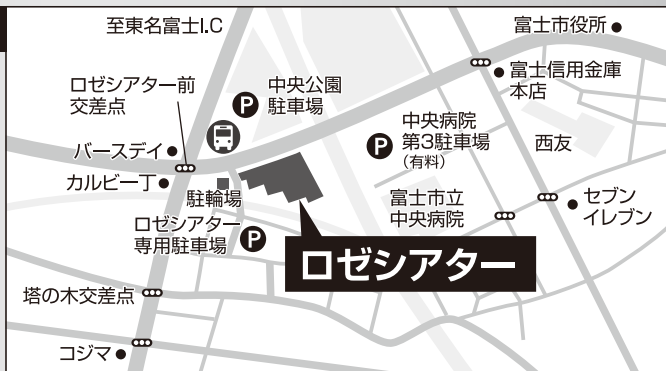 至東名富士I.C
富士市役所
ロゼシアター前
交差点
P
中央公園
駐車場
富士信用金庫
本店
バースデイ
カルビー丁
P
中央病院
第3駐車場
(有料)
西友
駐輪場
富士市立
中央病院
セブン
イレブン
ロゼシアター
専用駐車場
P
ロゼシアター
塔の木交差点
コジマ